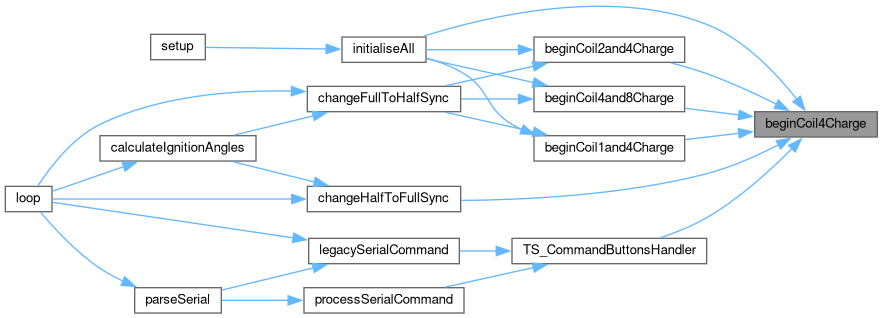 setup
initialiseAll
beginCoil2and4Charge
changeFullToHalfSync
beginCoil4and8Charge
beginCoil4Charge
calculateIgnitionAngles
beginCoil1and4Charge
loop
changeHalfToFullSync
legacySerialCommand
TS_CommandButtonsHandler
parseSerial
processSerialCommand